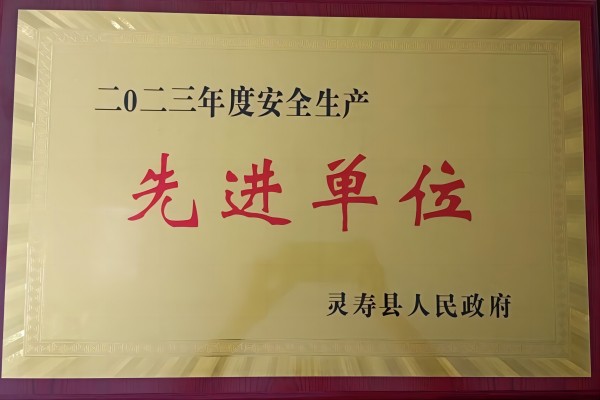 二0二三年度安全生产
先进单位
灵寿县人民政府